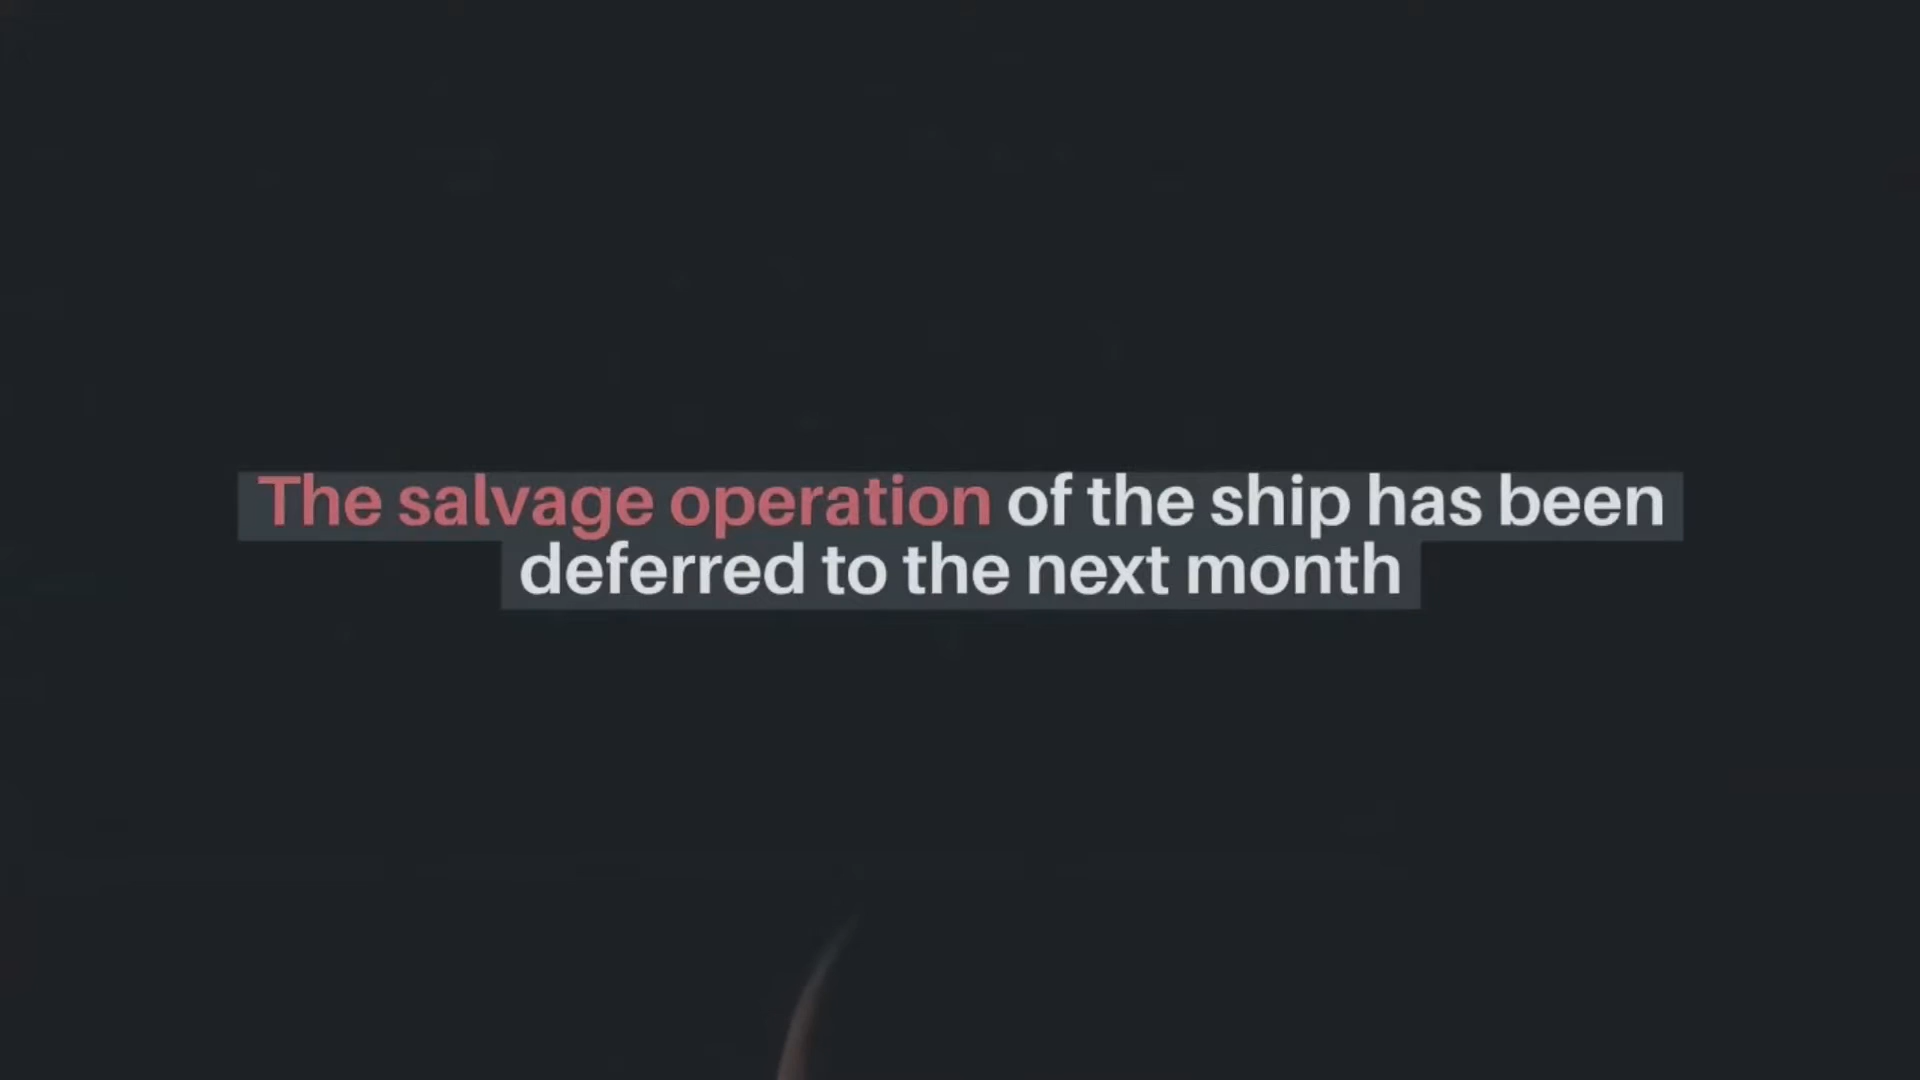 The salvage operation of the ship has been
deferred to the next month